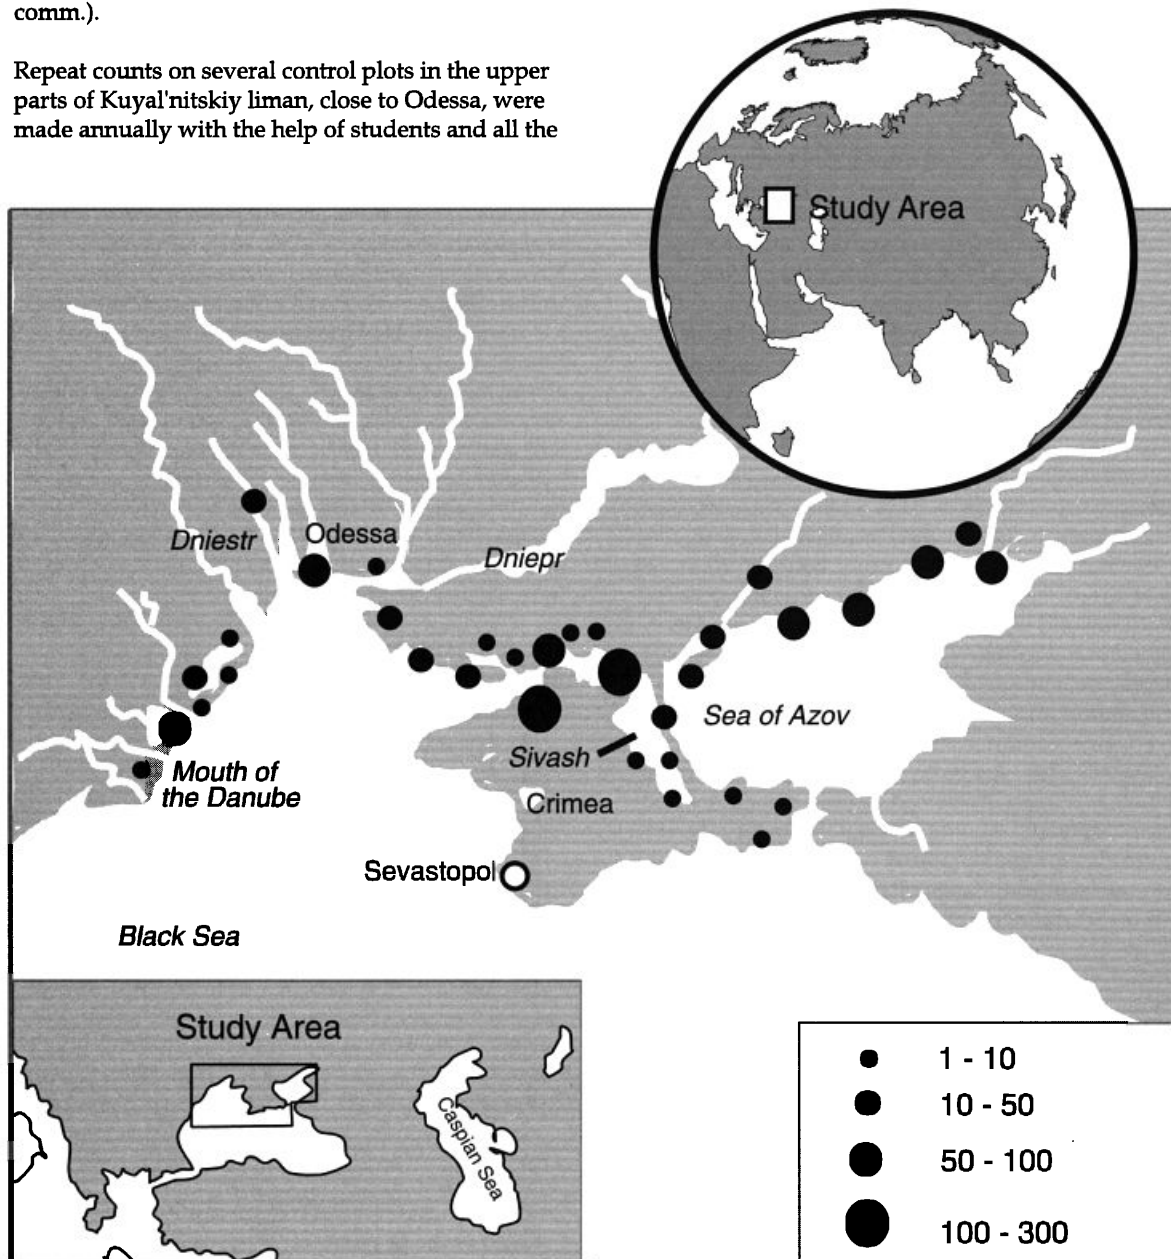 comm.).
Repeat counts on several control plots in the upper
parts of Kuyal'nitskiy liman, close to Odessa, were
made annually with the help of students and all the
Study Area
Dniestr
Odessa
Dniepr
Sea of Azov
Sivash
Mouth of
the Danube
Crimea
Sevastopol
Black Sea
Study Area
Caspian Sea
1 - 10
10 - 50
50 - 100
100 - 300